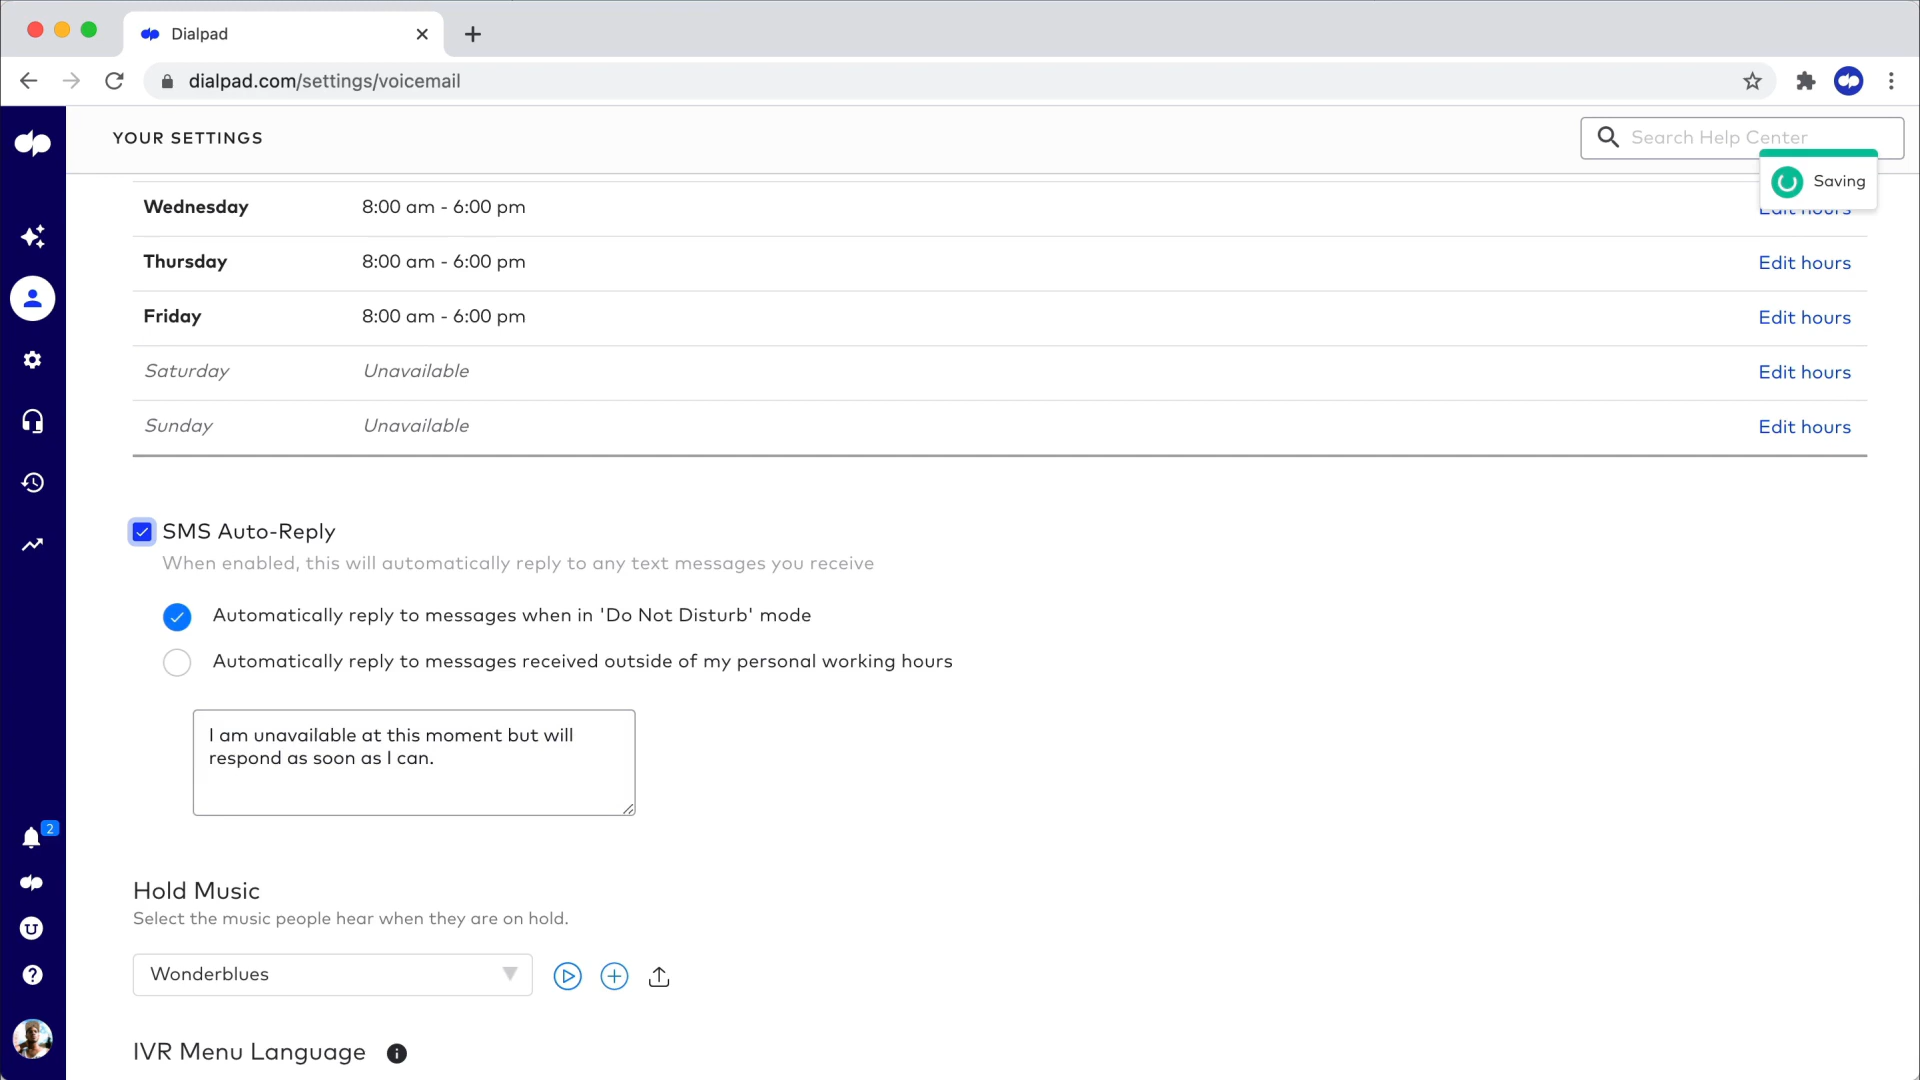 Dialpad
dialpad.com/settings/voicemail
YOUR SETTINGS
Search Help Center
Saving
Wednesday 8:00 am - 6:00 pm Edit hours
Thursday 8:00 am - 6:00 pm Edit hours
Friday 8:00 am - 6:00 pm Edit hours
Saturday Unavailable Edit hours
Sunday Unavailable Edit hours
SMS Auto-Reply
When enabled, this will automatically reply to any text messages you receive
Automatically reply to messages when in 'Do Not Disturb' mode
Automatically reply to messages received outside of my personal working hours
I am unavailable at this moment but will
respond as soon as I can.
2
Hold Music
Select the music people hear when they are on hold.
Wonderblues
IVR Menu Language